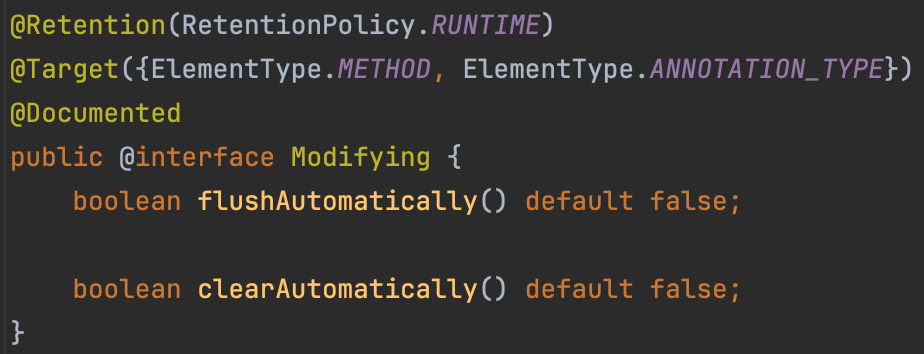 @Retention(RetentionPolicy.RUNTIME)
@Target({ElementType.METHOD, ElementType.ANNOTATION_TYPE})
@Documented
public @interface Modifying {
    boolean flushAutomatically() default false;

    boolean clearAutomatically() default false;
}